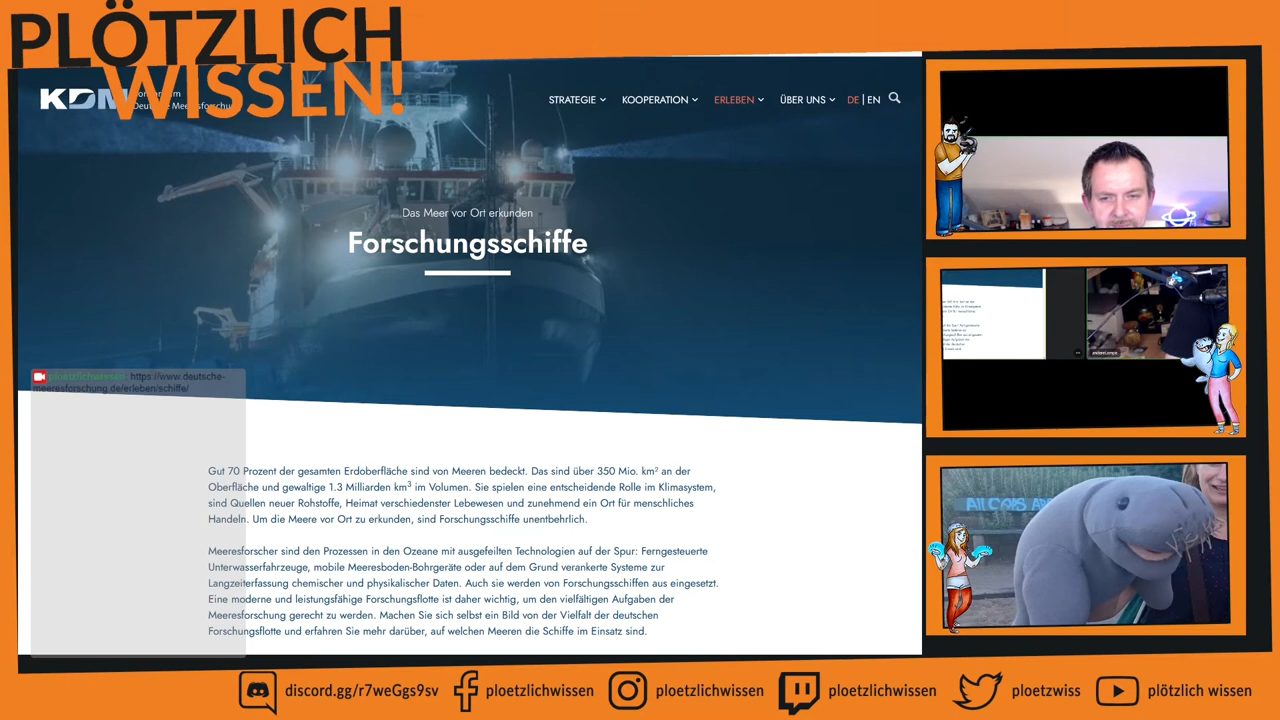 PLÖTZLICH
WISSEN!
KDM
STRATEGIE KOOPERATION ERLEBEN ÜBER UNS DE | EN
Das Meer vor Ort erkunden
Forschungsschiffe
ploetzlichwissen: https://www.deutsche-
meeresforschung.de/erleben/schiffe/
Gut 70 Prozent der gesamten Erdoberfläche sind von Meeren bedeckt. Das sind über 350 Mio. km² an der
Oberfläche und gewaltige 1.3 Milliarden km³ im Volumen. Sie spielen eine entscheidende Rolle im Klimasystem,
sind Quellen neuer Rohstoffe, Heimat verschiedenster Lebewesen und zunehmend ein Ort für menschliches
Handeln. Um die Meere vor Ort zu erkunden, sind Forschungsschiffe unentbehrlich.
Meeresforscher sind den Prozessen in den Ozeane mit ausgefeilten Technologien auf der Spur: Ferngesteuerte
Unterwasserfahrzeuge, mobile Meeresboden-Bohrgeräte oder auf dem Grund verankerte Systeme zur
Langzeiterfassung chemischer und physikalischer Daten. Auch sie werden von Forschungsschiffen aus eingesetzt.
Eine moderne und leistungsfähige Forschungsflotte ist daher wichtig, um den vielfältigen Aufgaben der
Meeresforschung gerecht zu werden. Machen Sie sich selbst ein Bild von der Vielfalt der deutschen
Forschungsflotte und erfahren Sie mehr darüber, auf welchen Meeren die Schiffe im Einsatz sind.
All COPS
discord.gg/r7weGgs9sv ploetzlichwissen ploetzlichwissen ploetzlichwissen ploetzwiss plötzlich wissen